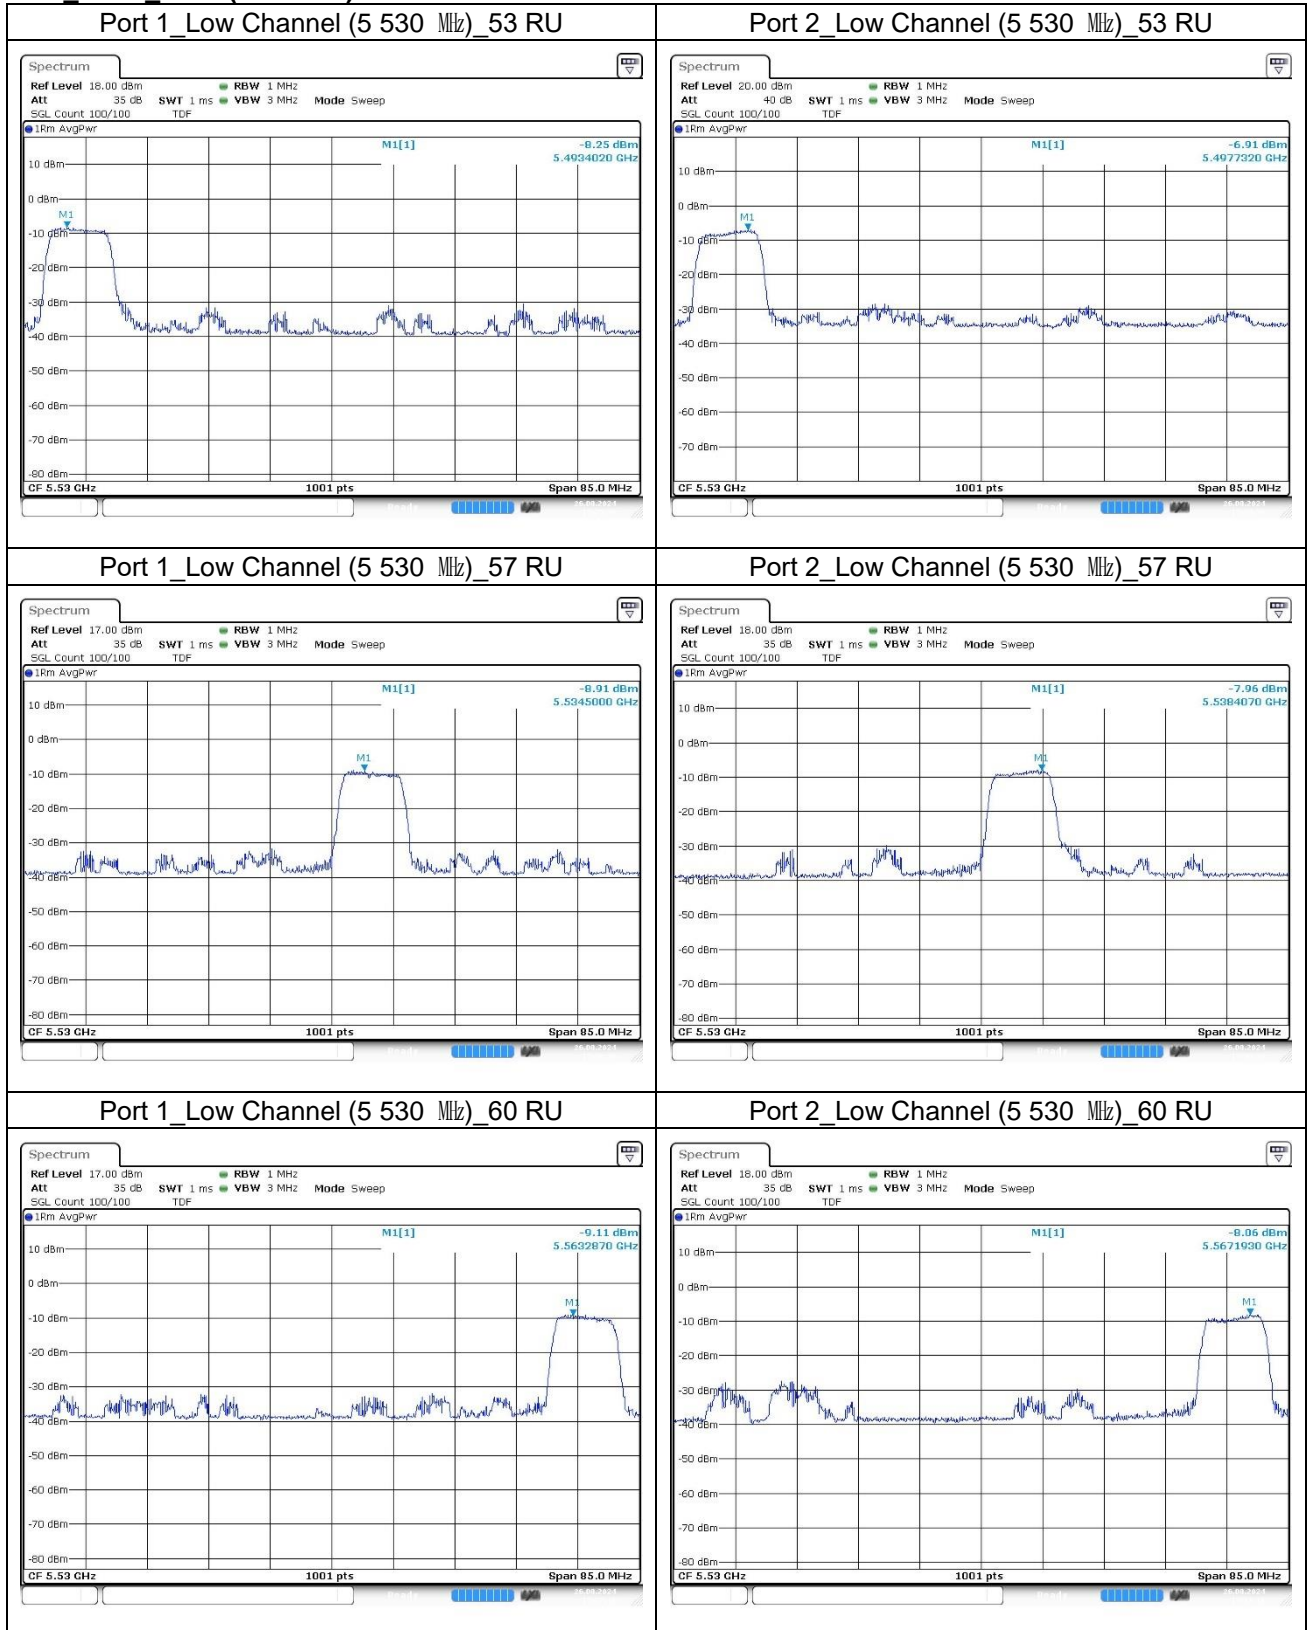 Port 1_Low Channel (5 530 ㎒)_53 RU
Port 2_Low Channel (5 530 ㎒)_53 RU
Spectrum
Ref Level 18.00 dBm RBW 1 MHz
Att 35 dB SWT 1 ms VBW 3 MHz Mode Sweep
SGL Count 100/100 TDF
1Rm AvgPwr
M1[1] -8.25 dBm
5.4934020 GHz
10 dBm
0 dBm
M1
-10 dBm
-20 dBm
-30 dBm
-40 dBm
-50 dBm
-60 dBm
-70 dBm
-80 dBm
CF 5.53 GHz 1001 pts Span 85.0 MHz
Spectrum
Ref Level 20.00 dBm RBW 1 MHz
Att 40 dB SWT 1 ms VBW 3 MHz Mode Sweep
SGL Count 100/100 TDF
1Rm AvgPwr
M1[1] -6.91 dBm
5.4977320 GHz
10 dBm
0 dBm
M1
-10 dBm
-20 dBm
-30 dBm
-40 dBm
-50 dBm
-60 dBm
-70 dBm
CF 5.53 GHz 1001 pts Span 85.0 MHz
Port 1_Low Channel (5 530 ㎒)_57 RU
Port 2_Low Channel (5 530 ㎒)_57 RU
Spectrum
Ref Level 17.00 dBm RBW 1 MHz
Att 35 dB SWT 1 ms VBW 3 MHz Mode Sweep
SGL Count 100/100 TDF
1Rm AvgPwr
M1[1] -8.91 dBm
5.5345000 GHz
10 dBm
0 dBm
M1
-10 dBm
-20 dBm
-30 dBm
-40 dBm
-50 dBm
-60 dBm
-70 dBm
-80 dBm
CF 5.53 GHz 1001 pts Span 85.0 MHz
Spectrum
Ref Level 18.00 dBm RBW 1 MHz
Att 35 dB SWT 1 ms VBW 3 MHz Mode Sweep
SGL Count 100/100 TDF
1Rm AvgPwr
M1[1] -7.96 dBm
5.5384070 GHz
10 dBm
0 dBm
M1
-10 dBm
-20 dBm
-30 dBm
-40 dBm
-50 dBm
-60 dBm
-70 dBm
-80 dBm
CF 5.53 GHz 1001 pts Span 85.0 MHz
Port 1_Low Channel (5 530 ㎒)_60 RU
Port 2_Low Channel (5 530 ㎒)_60 RU
Spectrum
Ref Level 17.00 dBm RBW 1 MHz
Att 35 dB SWT 1 ms VBW 3 MHz Mode Sweep
SGL Count 100/100 TDF
1Rm AvgPwr
M1[1] -9.11 dBm
5.5632870 GHz
10 dBm
0 dBm
M1
-10 dBm
-20 dBm
-30 dBm
-40 dBm
-50 dBm
-60 dBm
-70 dBm
-80 dBm
CF 5.53 GHz 1001 pts Span 85.0 MHz
Spectrum
Ref Level 18.00 dBm RBW 1 MHz
Att 35 dB SWT 1 ms VBW 3 MHz Mode Sweep
SGL Count 100/100 TDF
1Rm AvgPwr
M1[1] -8.06 dBm
5.5671930 GHz
10 dBm
0 dBm
M1
-10 dBm
-20 dBm
-30 dBm
-40 dBm
-50 dBm
-60 dBm
-70 dBm
-80 dBm
CF 5.53 GHz 1001 pts Span 85.0 MHz